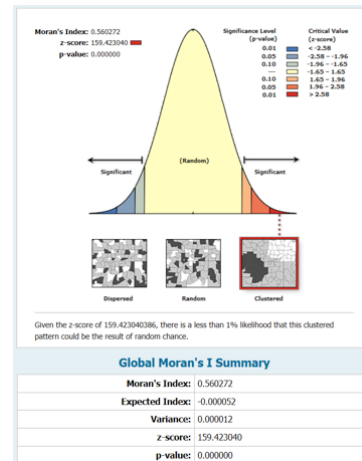 Moran's Index: 0.560272
z-score: 159.423040
p-value: 0.000000
Significance Level (p-value)
Critical Value (z-score)
0.01 < -2.58
0.05 -2.58 – -1.96
0.10 -1.96 – -1.65
— -1.65 – 1.65
0.10 1.65 – 1.96
0.05 1.96 – 2.58
0.01 > 2.58
(Random)
Significant
Significant
Dispersed
Random
Clustered
Given the z-score of 159.423040386, there is a less than 1% likelihood that this clustered
pattern could be the result of random chance.
Global Moran's I Summary
Moran's Index: 0.560272
Expected Index: -0.000052
Variance: 0.000012
z-score: 159.423040
p-value: 0.000000